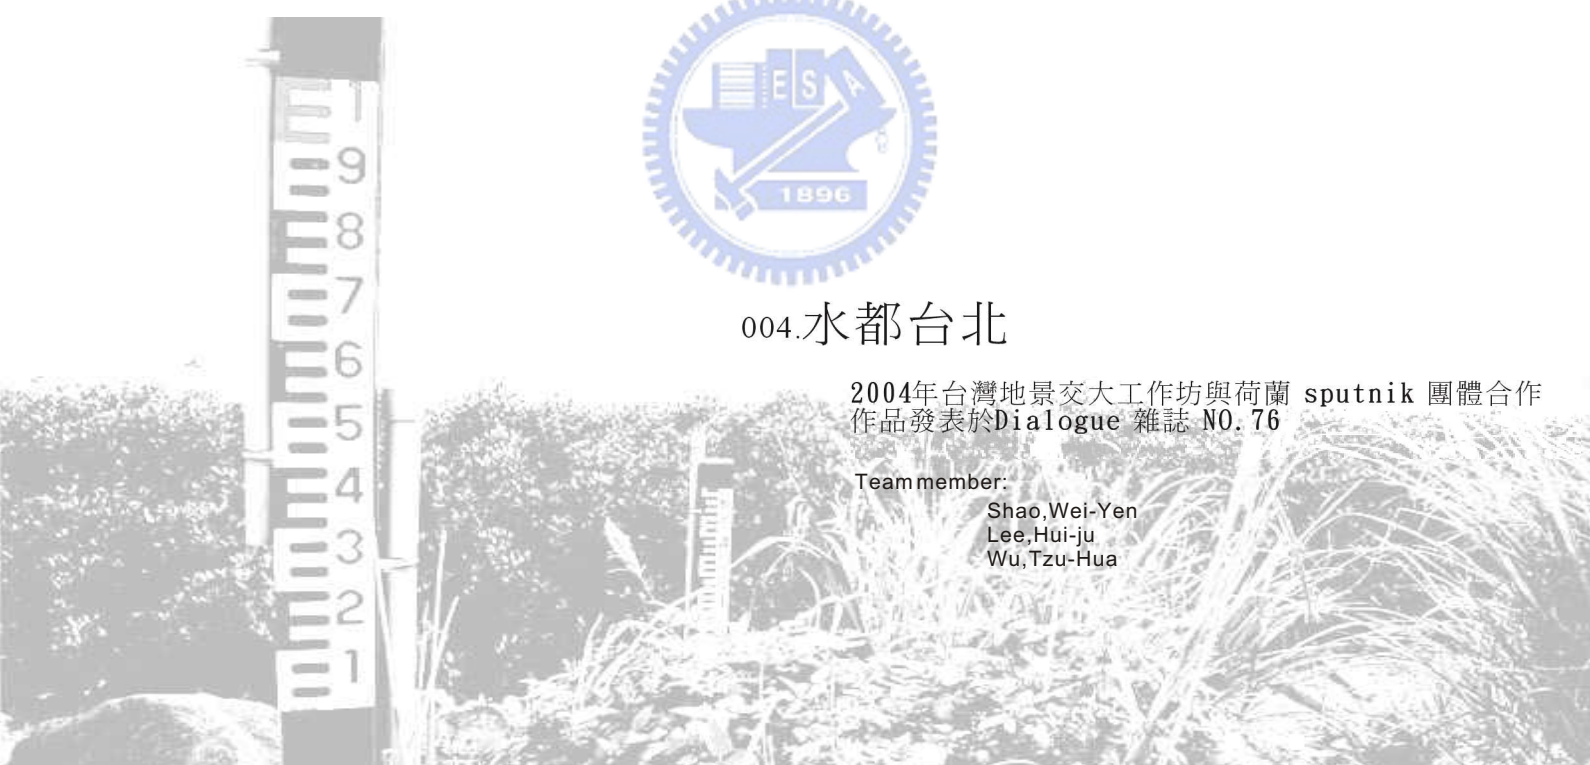 ESA
1896
1
9
8
7
6
5
4
3
2
1
004.水都台北
2004年台灣地景交大工作坊與荷蘭 sputnik 團體合作
作品發表於Dialogue 雜誌 NO.76
Team member:
Shao,Wei-Yen
Lee,Hui-ju
Wu,Tzu-Hua